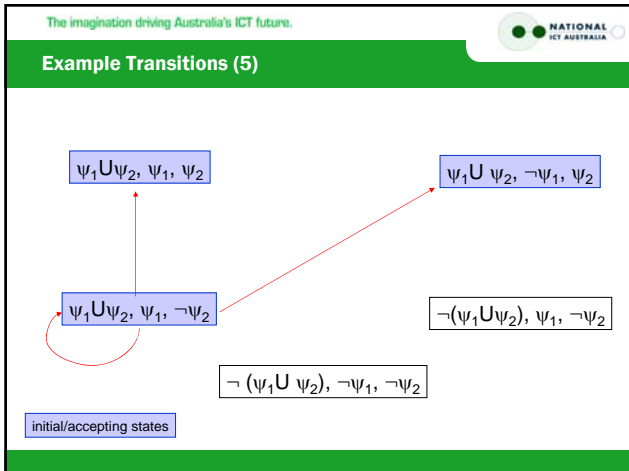 The imagination driving Australia's ICT future.
NATIONAL
ICT AUSTRALIA
Example Transitions (5)
ψ₁Uψ₂, ψ₁, ψ₂
ψ₁U ψ₂, ¬ψ₁, ψ₂
ψ₁Uψ₂, ψ₁, ¬ψ₂
¬(ψ₁Uψ₂), ψ₁, ¬ψ₂
¬ (ψ₁U ψ₂), ¬ψ₁, ¬ψ₂
initial/accepting states